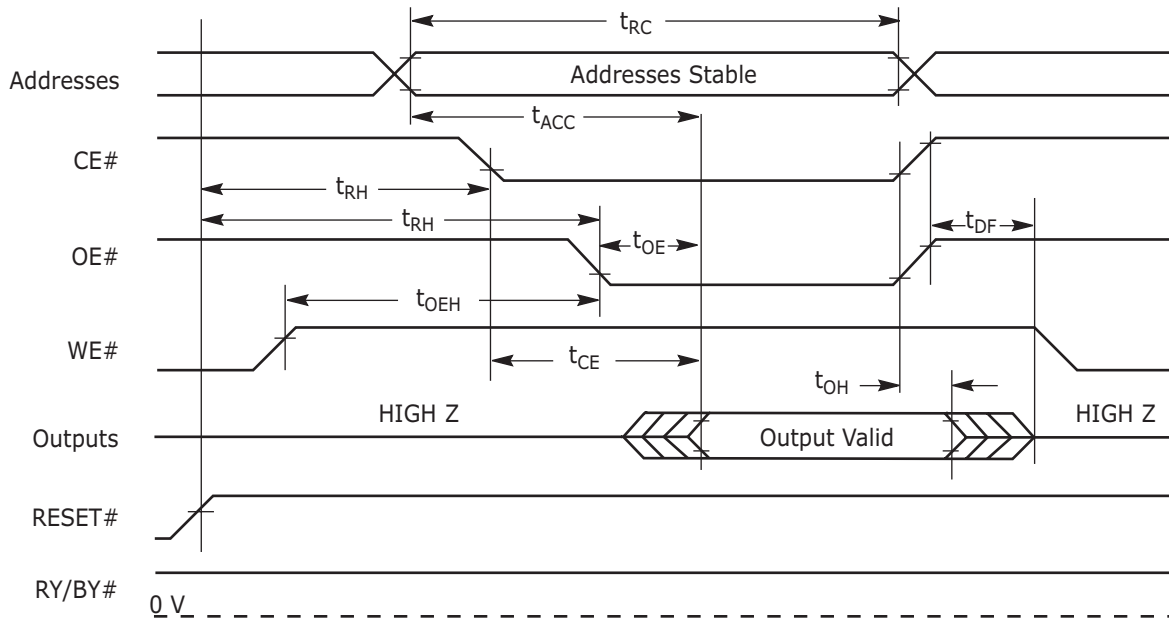 tRC
Addresses
Addresses Stable
tACC
CE#
tRH
tRH
tDF
OE#
tOE
tOEH
WE#
tCE
tOH
HIGH Z
HIGH Z
Outputs
Output Valid
RESET#
RY/BY#
0 V